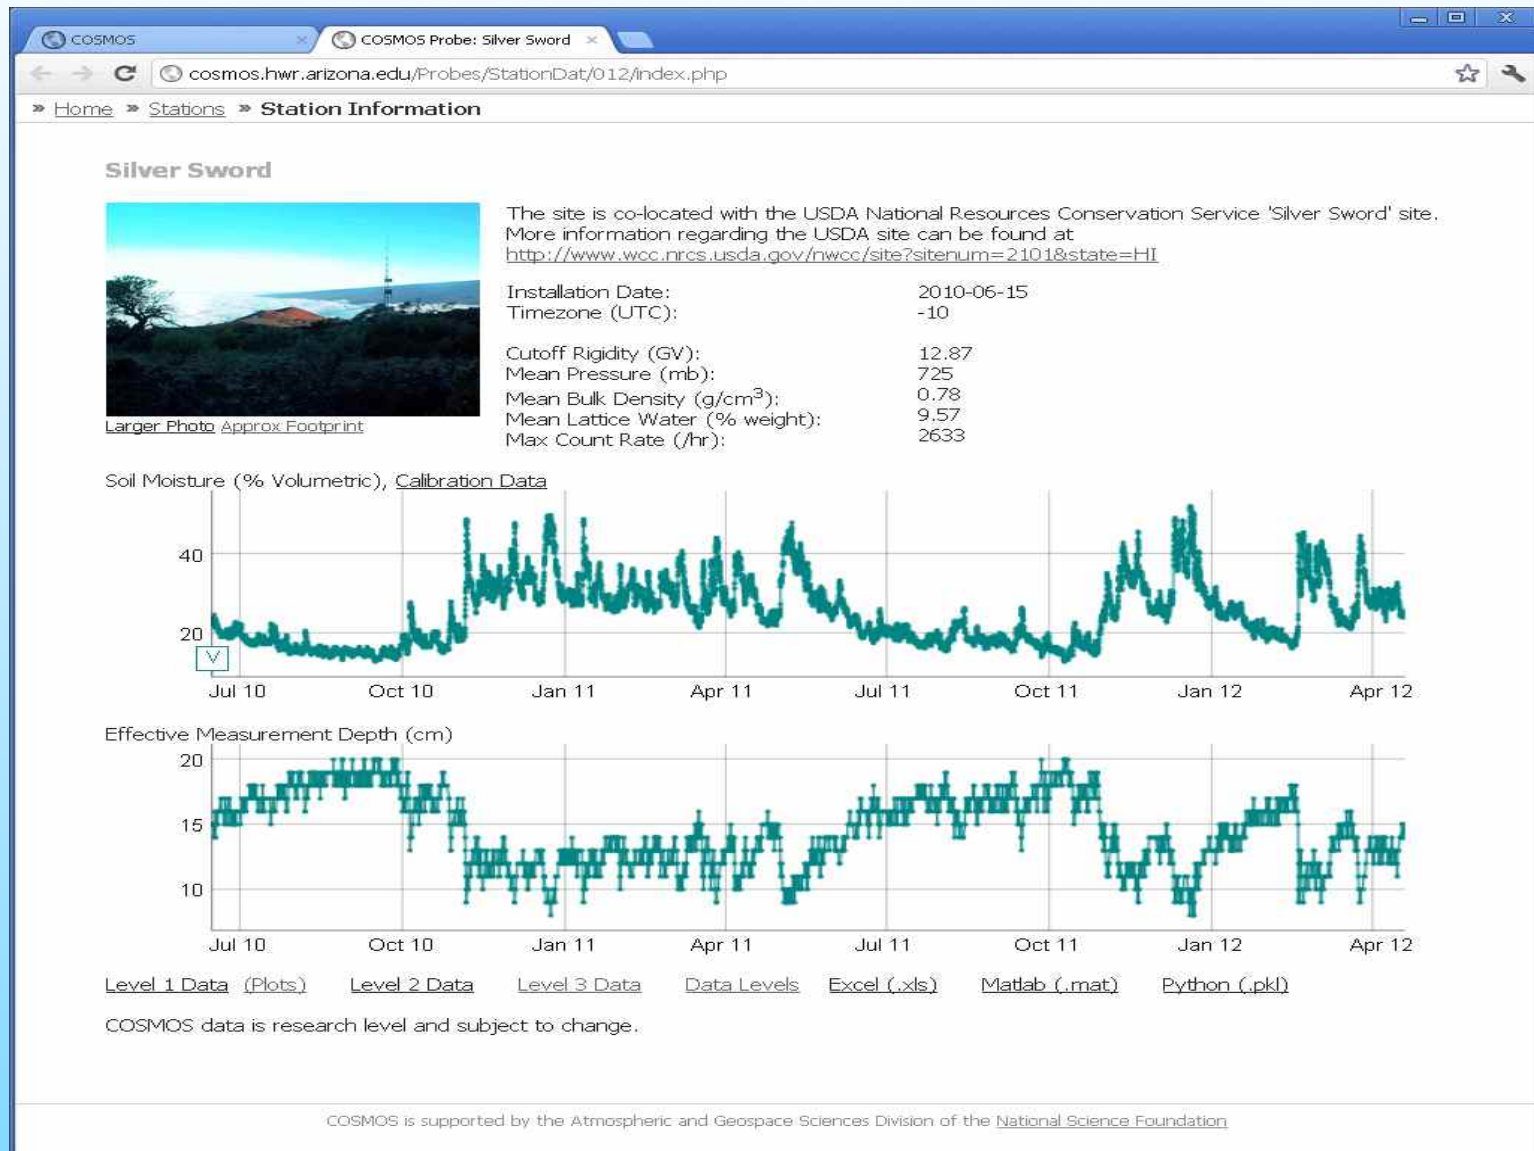 COSMOS
COSMOS Probe: Silver Sword
cosmos.hwr.arizona.edu/Probes/StationDat/012/index.php
» Home » Stations » Station Information
Silver Sword
The site is co-located with the USDA National Resources Conservation Service 'Silver Sword' site.
More information regarding the USDA site can be found at
http://www.wcc.nrcs.usda.gov/nwcc/site?sitenum=2101&state=HI
Installation Date: 2010-06-15
Timezone (UTC): -10
Cutoff Rigidity (GV): 12.87
Mean Pressure (mb): 725
Mean Bulk Density (g/cm³): 0.78
Mean Lattice Water (% weight): 9.57
Max Count Rate (/hr): 2633
Larger Photo Approx Footprint
Soil Moisture (% Volumetric), Calibration Data
40
20
V
Jul 10 Oct 10 Jan 11 Apr 11 Jul 11 Oct 11 Jan 12 Apr 12
Effective Measurement Depth (cm)
20
15
10
Jul 10 Oct 10 Jan 11 Apr 11 Jul 11 Oct 11 Jan 12 Apr 12
Level 1 Data (Plots) Level 2 Data Level 3 Data Data Levels Excel (.xls) Matlab (.mat) Python (.pkl)
COSMOS data is research level and subject to change.
COSMOS is supported by the Atmospheric and Geospace Sciences Division of the National Science Foundation